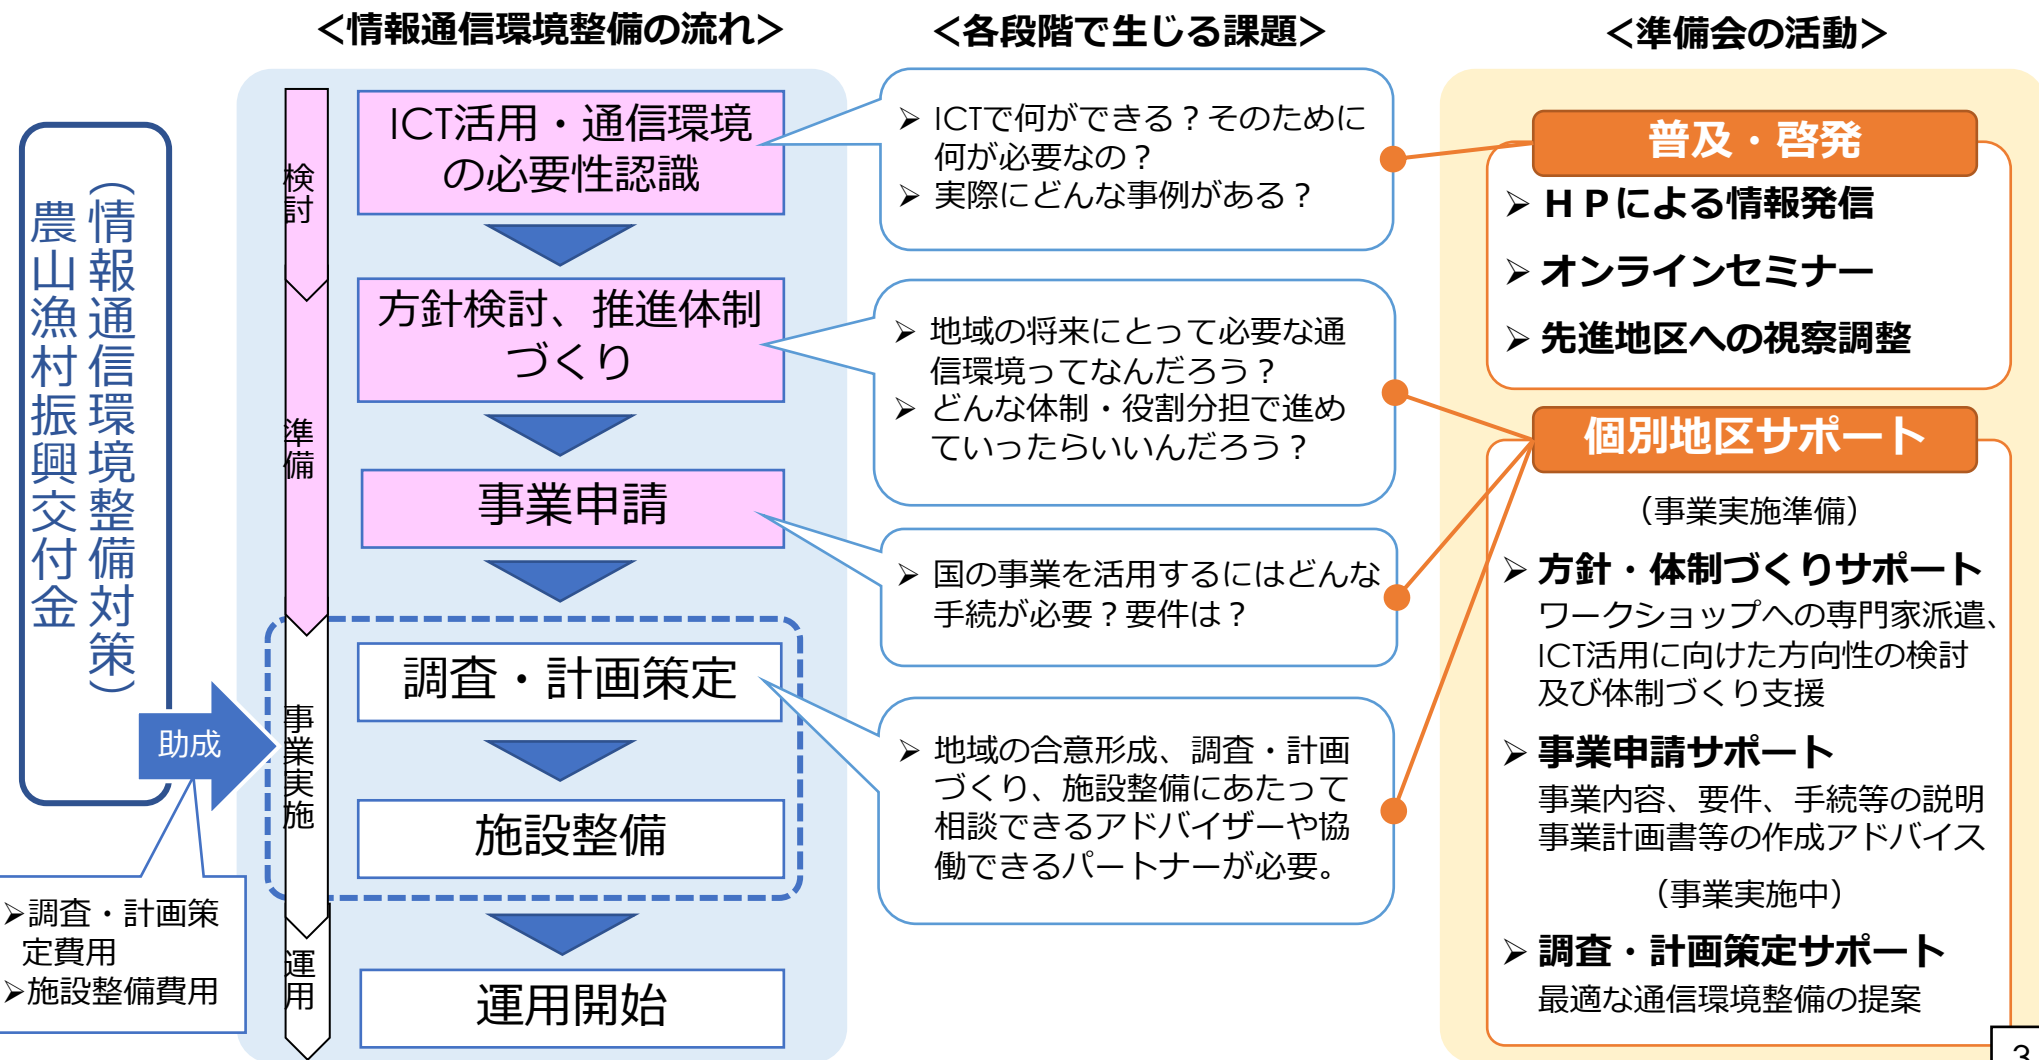 ＜情報通信環境整備の流れ＞
＜各段階で生じる課題＞
＜準備会の活動＞
農山漁村振興交付金
（情報通信環境整備対策）
助成
➢調査・計画策
定費用
➢施設整備費用
検討
準備
事業実施
運用
ICT活用・通信環境
の必要性認識
方針検討、推進体制
づくり
事業申請
調査・計画策定
施設整備
運用開始
➢ ICTで何ができる？そのために
何が必要なの？
➢ 実際にどんな事例がある？
➢ 地域の将来にとって必要な通
信環境ってなんだろう？
➢ どんな体制・役割分担で進め
ていったらいいんだろう？
➢ 国の事業を活用するにはどんな
手続が必要？要件は？
➢ 地域の合意形成、調査・計画
づくり、施設整備にあたって
相談できるアドバイザーや協
働できるパートナーが必要。
普及・啓発
➢ ＨＰによる情報発信
➢ オンラインセミナー
➢ 先進地区への視察調整
個別地区サポート
（事業実施準備）
➢ 方針・体制づくりサポート
ワークショップへの専門家派遣、
ICT活用に向けた方向性の検討
及び体制づくり支援
➢ 事業申請サポート
事業内容、要件、手続等の説明
事業計画書等の作成アドバイス
（事業実施中）
➢ 調査・計画策定サポート
最適な通信環境整備の提案
3